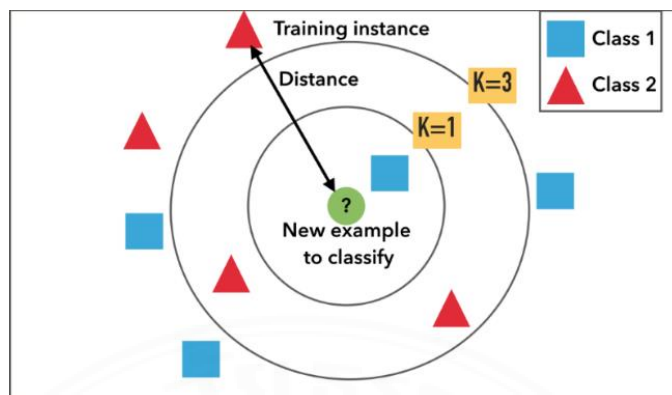 Training instance
Distance
K=3
K=1
?
New example
to classify
Class 1
Class 2